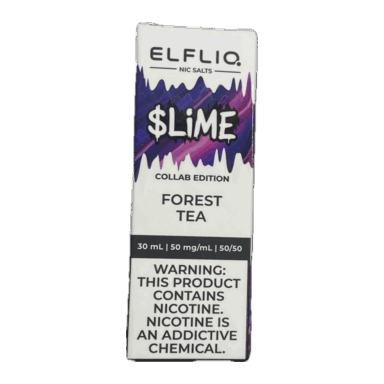 ELFLIQ
NIC SALTS
$LiME
COLLAB EDITION
FOREST
TEA
30 mL | 50 mg/mL | 50/50
WARNING:
THIS PRODUCT
CONTAINS
NICOTINE.
NICOTINE IS
AN ADDICTIVE
CHEMICAL.